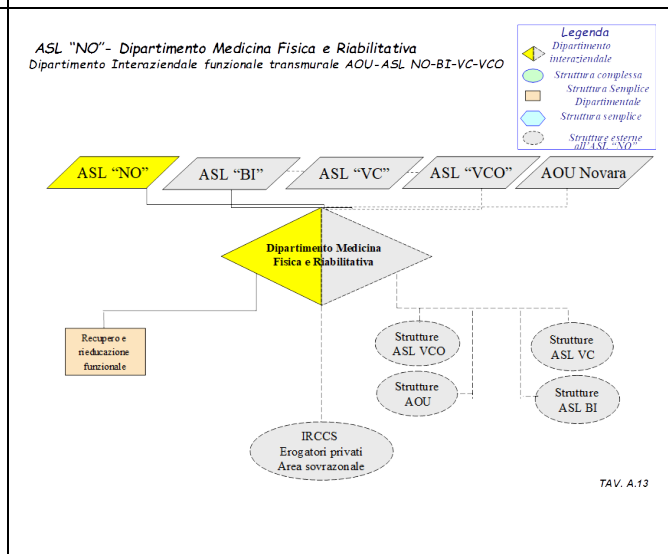 ASL “NO”- Dipartimento Medicina Fisica e Riabilitativa
Dipartimento Interaziendale funzionale transmurale AOU-ASL NO-BI-VC-VCO
Legenda
Dipartimento
interaziendale
Struttura complessa
Struttura Semplice
Dipartimentale
Struttura semplice
Strutture esterne
all'ASL “NO”
ASL “NO”
ASL “BI”
ASL “VC”
ASL “VCO”
AOU Novara
Dipartimento Medicina
Fisica e Riabilitativa
Recupero e
rieducazione
funzionale
Strutture
ASL VCO
Strutture
ASL VC
Strutture
AOU
Strutture
ASL BI
IRCCS
Erogatori privati
Area sovrazonale
TAV. A.13